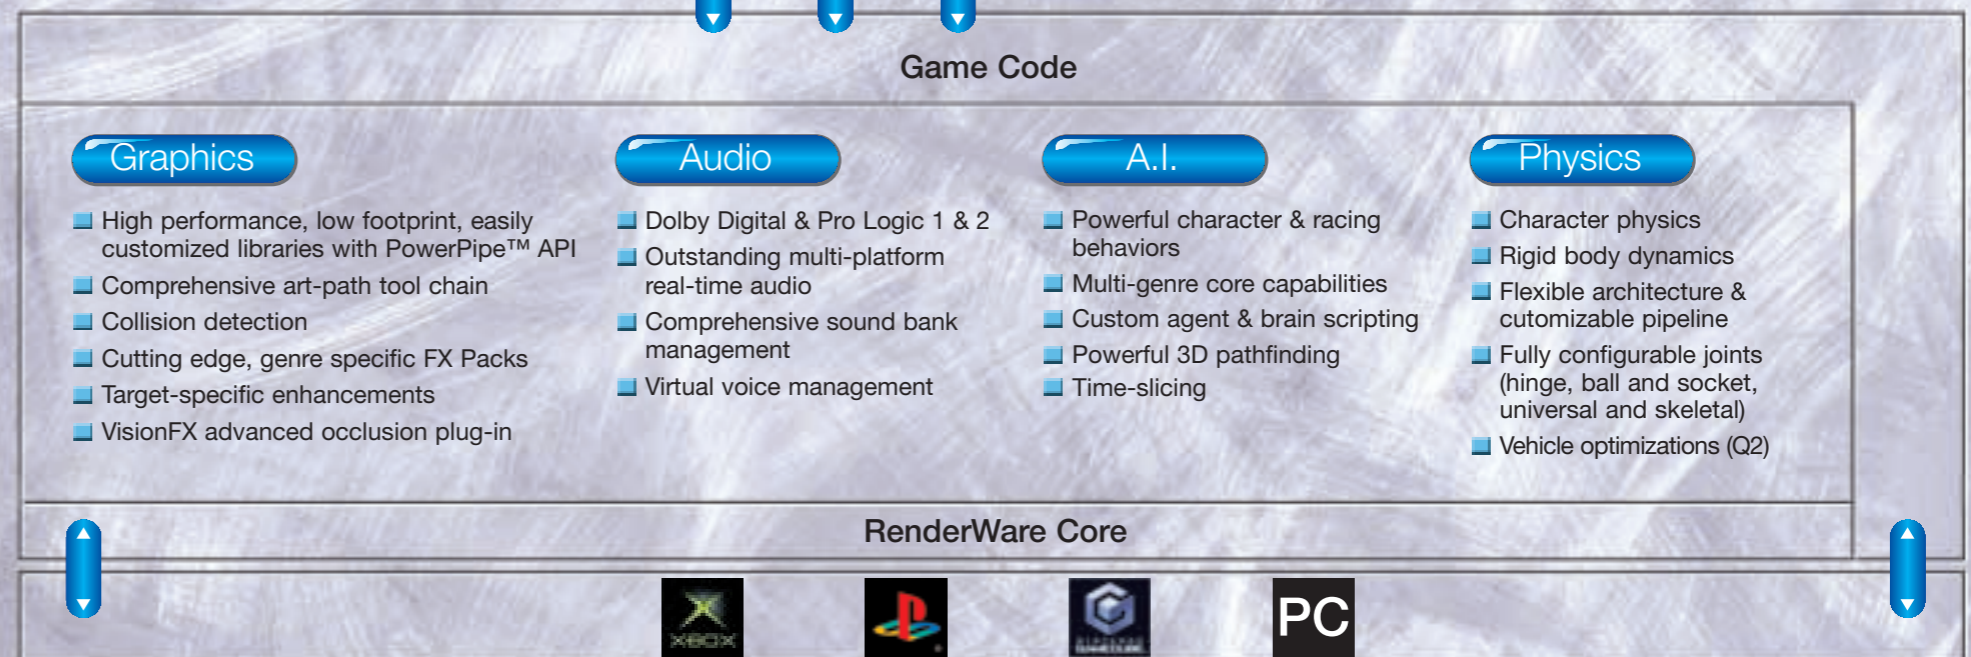 Game Code
Graphics
High performance, low footprint, easily
customized libraries with PowerPipe™ API
Comprehensive art-path tool chain
Collision detection
Cutting edge, genre specific FX Packs
Target-specific enhancements
VisionFX advanced occlusion plug-in
Audio
Dolby Digital & Pro Logic 1 & 2
Outstanding multi-platform
real-time audio
Comprehensive sound bank
management
Virtual voice management
A.I.
Powerful character & racing
behaviors
Multi-genre core capabilities
Custom agent & brain scripting
Powerful 3D pathfinding
Time-slicing
Physics
Character physics
Rigid body dynamics
Flexible architecture &
cutomizable pipeline
Fully configurable joints
(hinge, ball and socket,
universal and skeletal)
Vehicle optimizations (Q2)
RenderWare Core
XBOX
PC